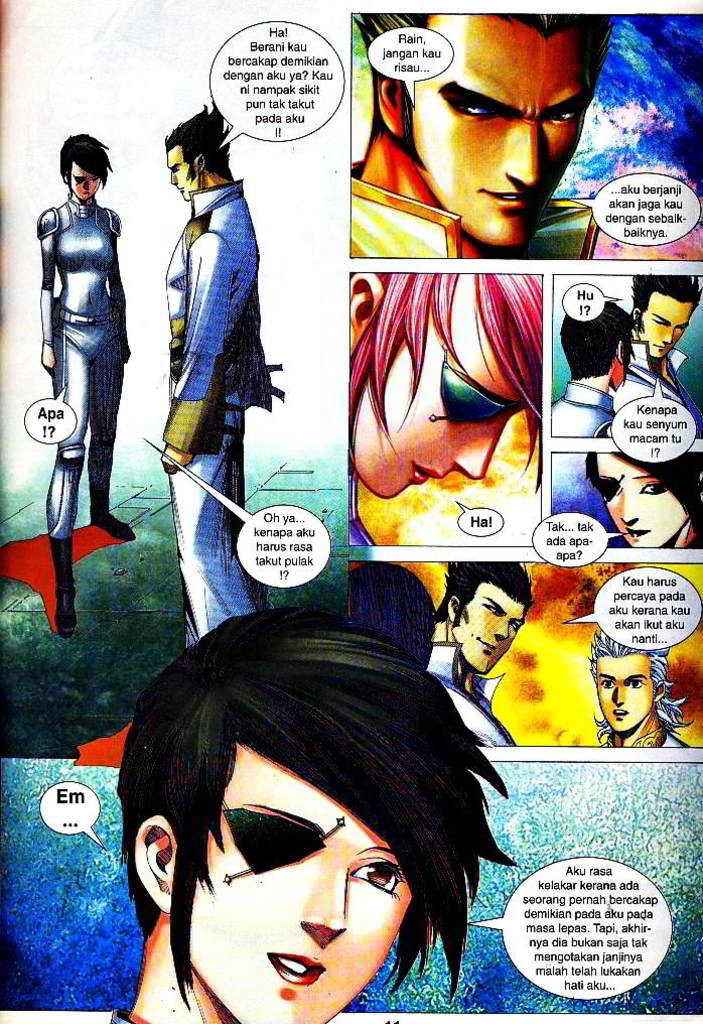 Ha!
Berani kau
bercakap demikian
dengan aku ya? Kau
ni nampak sikit
pun tak takut
pada aku
!!
Apa
!?
Oh ya...
kenapa aku
harus rasa
takut pulak
!?
Rain,
jangan kau
risau...
...aku berjanji
akan jaga kau
dengan sebaik-
baiknya.
Ha!
Hu
!?
Kenapa
kau senyum
macam tu
!?
Tak... tak
ada apa-
apa?
Kau harus
percaya pada
aku kerana kau
akan ikut aku
nanti...
Em
...
Aku rasa
kelakar kerana ada
seorang pernah bercakap
demikian pada aku pada
masa lepas. Tapi, akhir-
nya dia bukan saja tak
mengotakan janjinya
malah telah lukakan
hati aku...